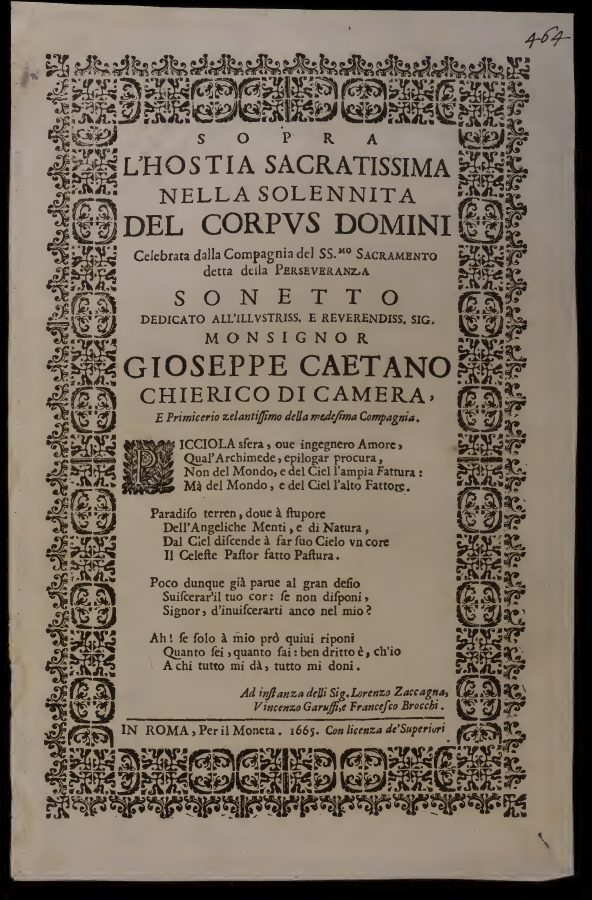 464
SOPRA
L'HOSTIA SACRATISSIMA
NELLA SOLENNITA
DEL CORPVS DOMINI
Celebrata dalla Compagnia del SS.MO SACRAMENTO
detta della PERSEVERANZA
SONETTO
DEDICATO ALL'ILLVSTRISS. E REVERENDISS. SIG.
MONSIGNOR
GIOSEPPE CAETANO
CHIERICO DI CAMERA,
E Primicerio zelantiſſimo della medeſima Compagnia.
PICCIOLA sfera, oue ingegnero Amore,
Qual'Archimede, epilogar procura,
Non del Mondo, e del Ciel l'ampia Fattura:
Mà del Mondo, e del Ciel l'alto Fattore.
Paradiſo terren, doue à ſtupore
Dell'Angeliche Menti, e di Natura,
Dal Ciel diſcende à far ſuo Cielo vn core
Il Celeſte Paſtor fatto Paſtura.
Poco dunque già parue al gran deſio
Suiſcerar'il tuo cor: ſe non diſponi,
Signor, d'inuiſcerarti anco nel mio?
Ah! ſe ſolo à mio prò quiui riponi
Quanto ſei, quanto fai: ben dritto è, ch'io
A chi tutto mi dà, tutto mi doni.
Ad inſtanza delli Sig. Lorenzo Zaccagna,
Vincenzo Garuffi, e Franceſco Brocchi.
IN ROMA, Per il Moneta. 1665. Con licenza de'Superiori